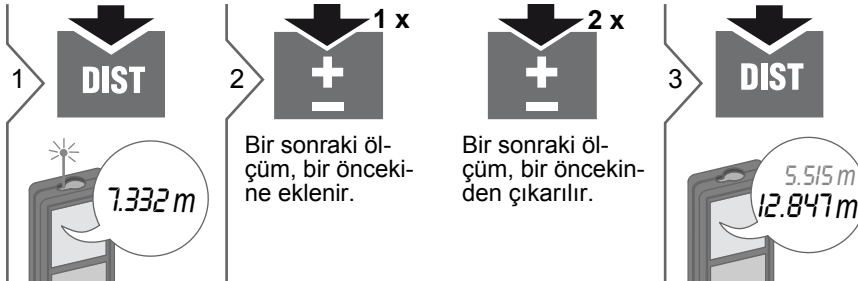 1
DIST
7.332 m
2
1 x
+
−
Bir sonraki öl-
çüm, bir önceki-
ne eklenir.
2 x
+
−
Bir sonraki öl-
çüm, bir öncekin-
den çıkarılır.
3
DIST
5.515 m
12.847 m